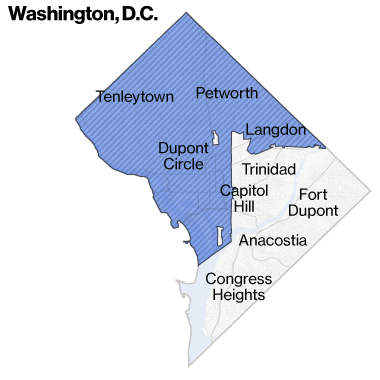 Washington, D.C.
Tenleytown
Petworth
Langdon
Dupont
Circle
Trinidad
Capitol
Hill
Fort
Dupont
Anacostia
Congress
Heights